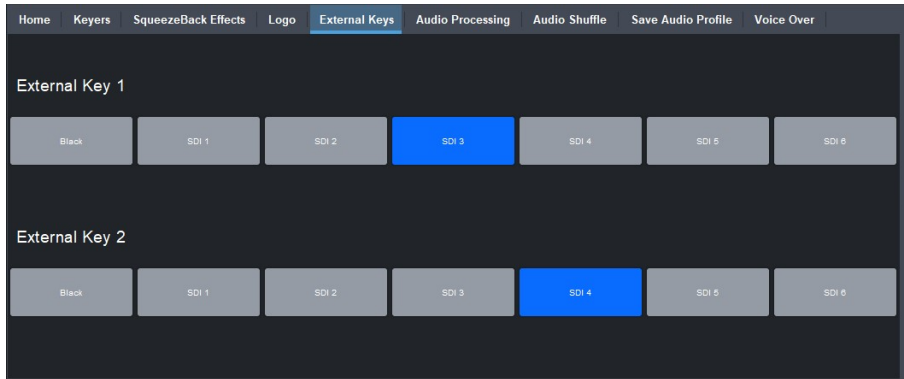 Home Keyers SqueezeBack Effects Logo External Keys Audio Processing Audio Shuffle Save Audio Profile Voice Over
External Key 1
Black SDI 1 SDI 2 SDI 3 SDI 4 SDI 5 SDI 6
External Key 2
Black SDI 1 SDI 2 SDI 3 SDI 4 SDI 5 SDI 6